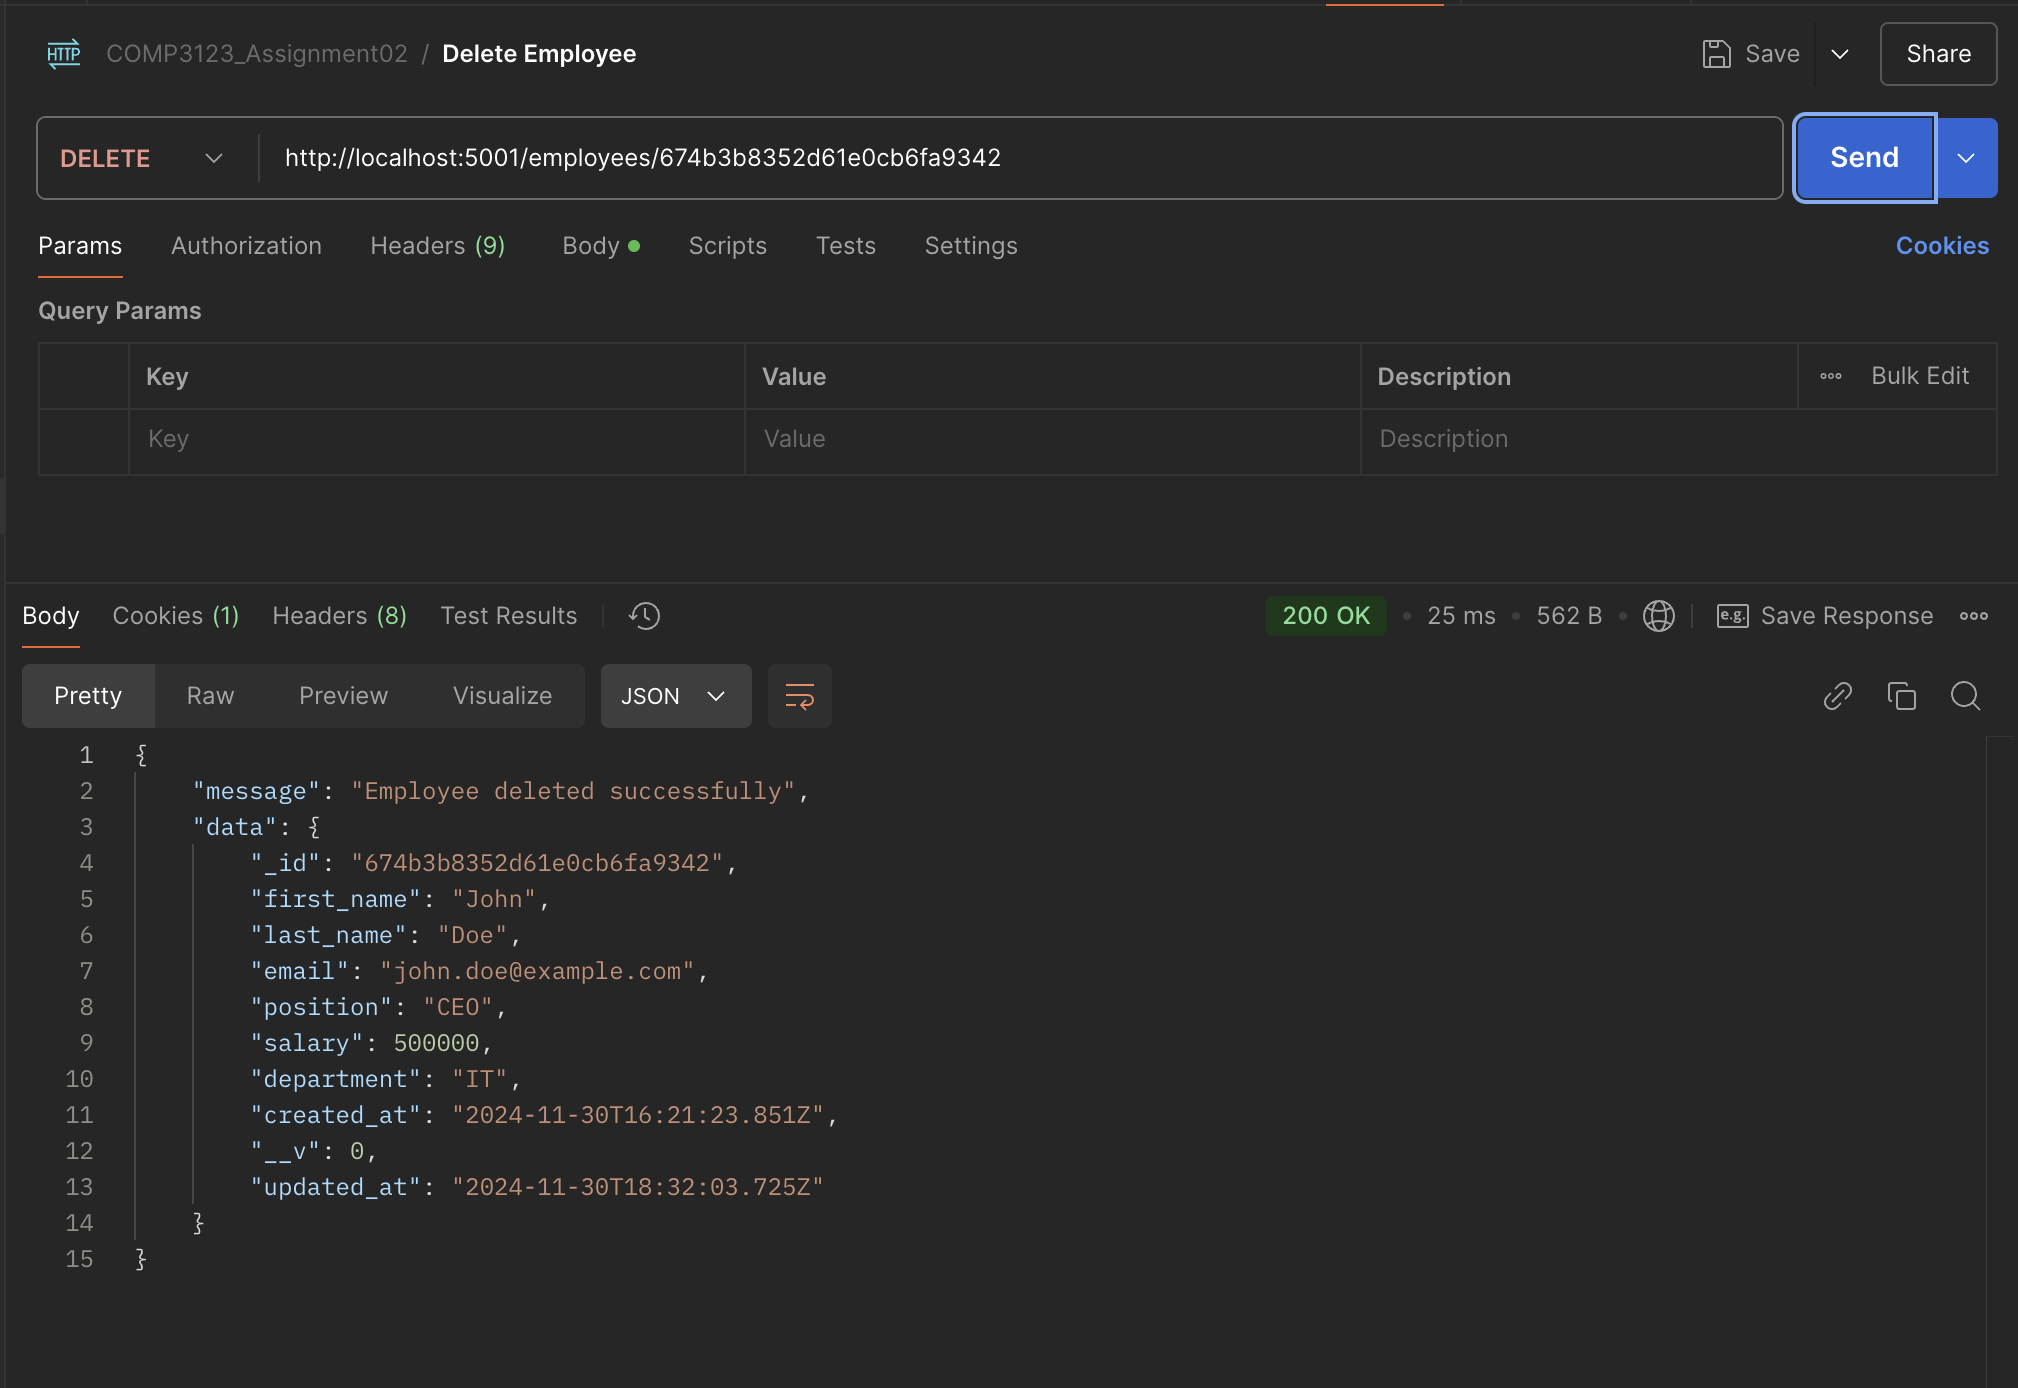 HTTP COMP3123_Assignment02 / Delete Employee Save Share
DELETE http://localhost:5001/employees/674b3b8352d61e0cb6fa9342 Send
Params Authorization Headers (9) Body Scripts Tests Settings Cookies
Query Params
Key Value Description Bulk Edit
Key Value Description
Body Cookies (1) Headers (8) Test Results 200 OK 25 ms 562 B e.g. Save Response
Pretty Raw Preview Visualize JSON
1 {
2 "message": "Employee deleted successfully",
3 "data": {
4 "_id": "674b3b8352d61e0cb6fa9342",
5 "first_name": "John",
6 "last_name": "Doe",
7 "email": "john.doe@example.com",
8 "position": "CEO",
9 "salary": 500000,
10 "department": "IT",
11 "created_at": "2024-11-30T16:21:23.851Z",
12 "__v": 0,
13 "updated_at": "2024-11-30T18:32:03.725Z"
14 }
15 }